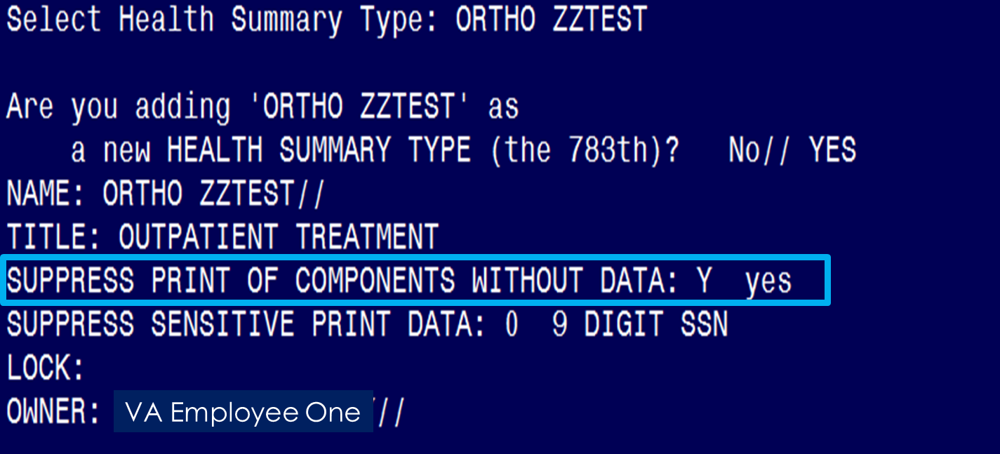 Select Health Summary Type: ORTHO ZZTEST
Are you adding 'ORTHO ZZTEST' as
a new HEALTH SUMMARY TYPE (the 783th)? No// YES
NAME: ORTHO ZZTEST//
TITLE: OUTPATIENT TREATMENT
SUPPRESS PRINT OF COMPONENTS WITHOUT DATA: Y yes
SUPPRESS SENSITIVE PRINT DATA: 0 9 DIGIT SSN
LOCK:
OWNER: VA Employee One //